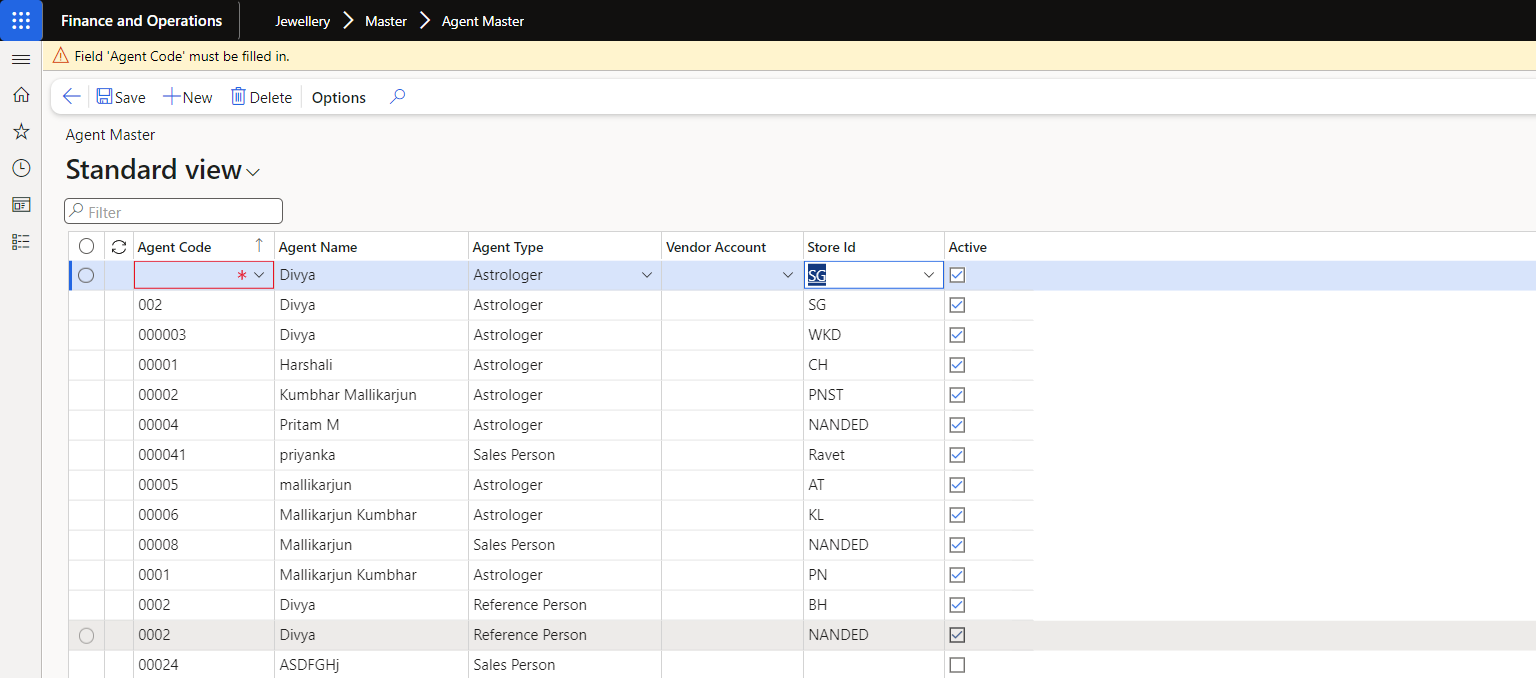 Finance and Operations Jewellery Master Agent Master
Field 'Agent Code' must be filled in.
Save New Delete Options
Agent Master
Standard view
Filter
Agent Code Agent Name Agent Type Vendor Account Store Id Active
* Divya Astrologer SG
002 Divya Astrologer SG
000003 Divya Astrologer WKD
00001 Harshali Astrologer CH
00002 Kumbhar Mallikarjun Astrologer PNST
00004 Pritam M Astrologer NANDED
000041 priyanka Sales Person Ravet
00005 mallikarjun Astrologer AT
00006 Mallikarjun Kumbhar Astrologer KL
00008 Mallikarjun Sales Person NANDED
0001 Mallikarjun Kumbhar Astrologer PN
0002 Divya Reference Person BH
0002 Divya Reference Person NANDED
00024 ASDFGHj Sales Person